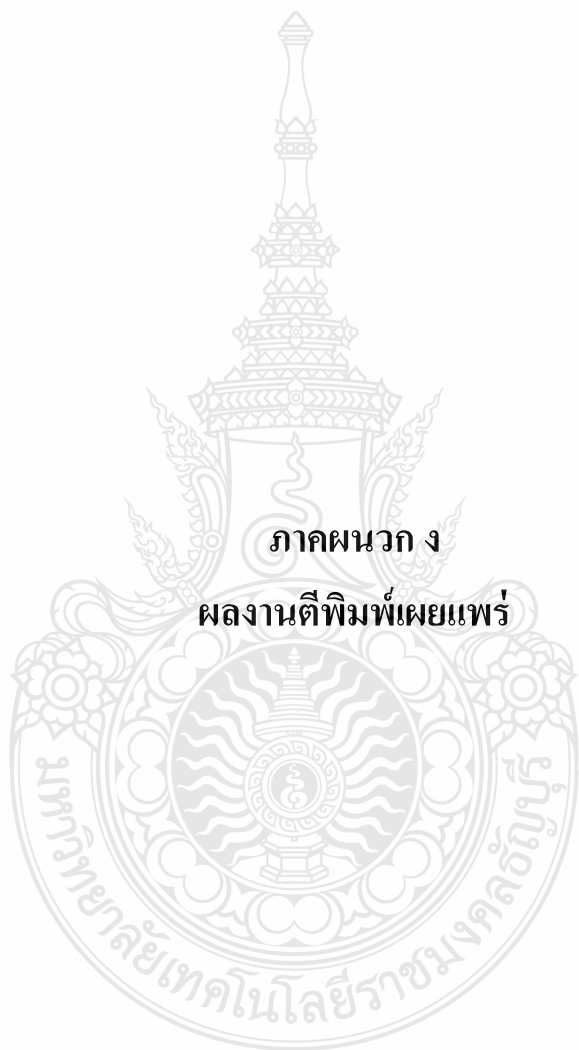 ภาคผนวก ง
ผลงานตีพิมพ์เผยแพร่
มหาวิทยาลัยเทคโนโลยีราชมงคลธัญบุรี